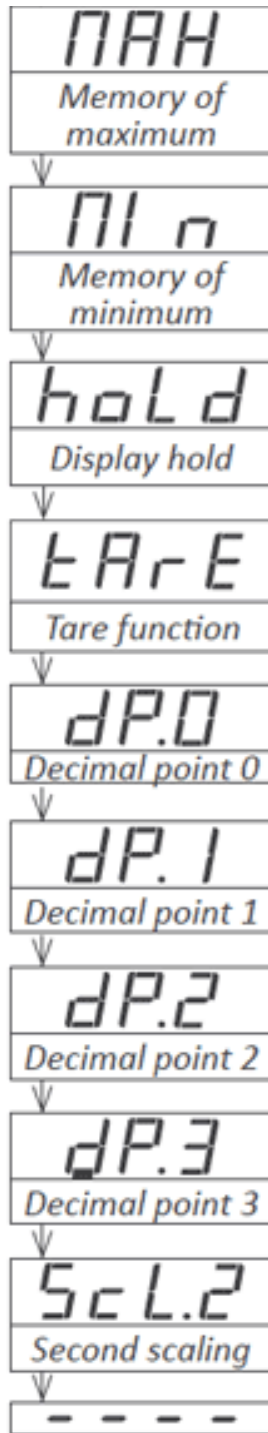 MAH
Memory of
maximum
MI n
Memory of
minimum
hoLd
Display hold
tArE
Tare function
dP.0
Decimal point 0
dP.1
Decimal point 1
dP.2
Decimal point 2
dP.3
Decimal point 3
ScL.2
Second scaling
- - - -